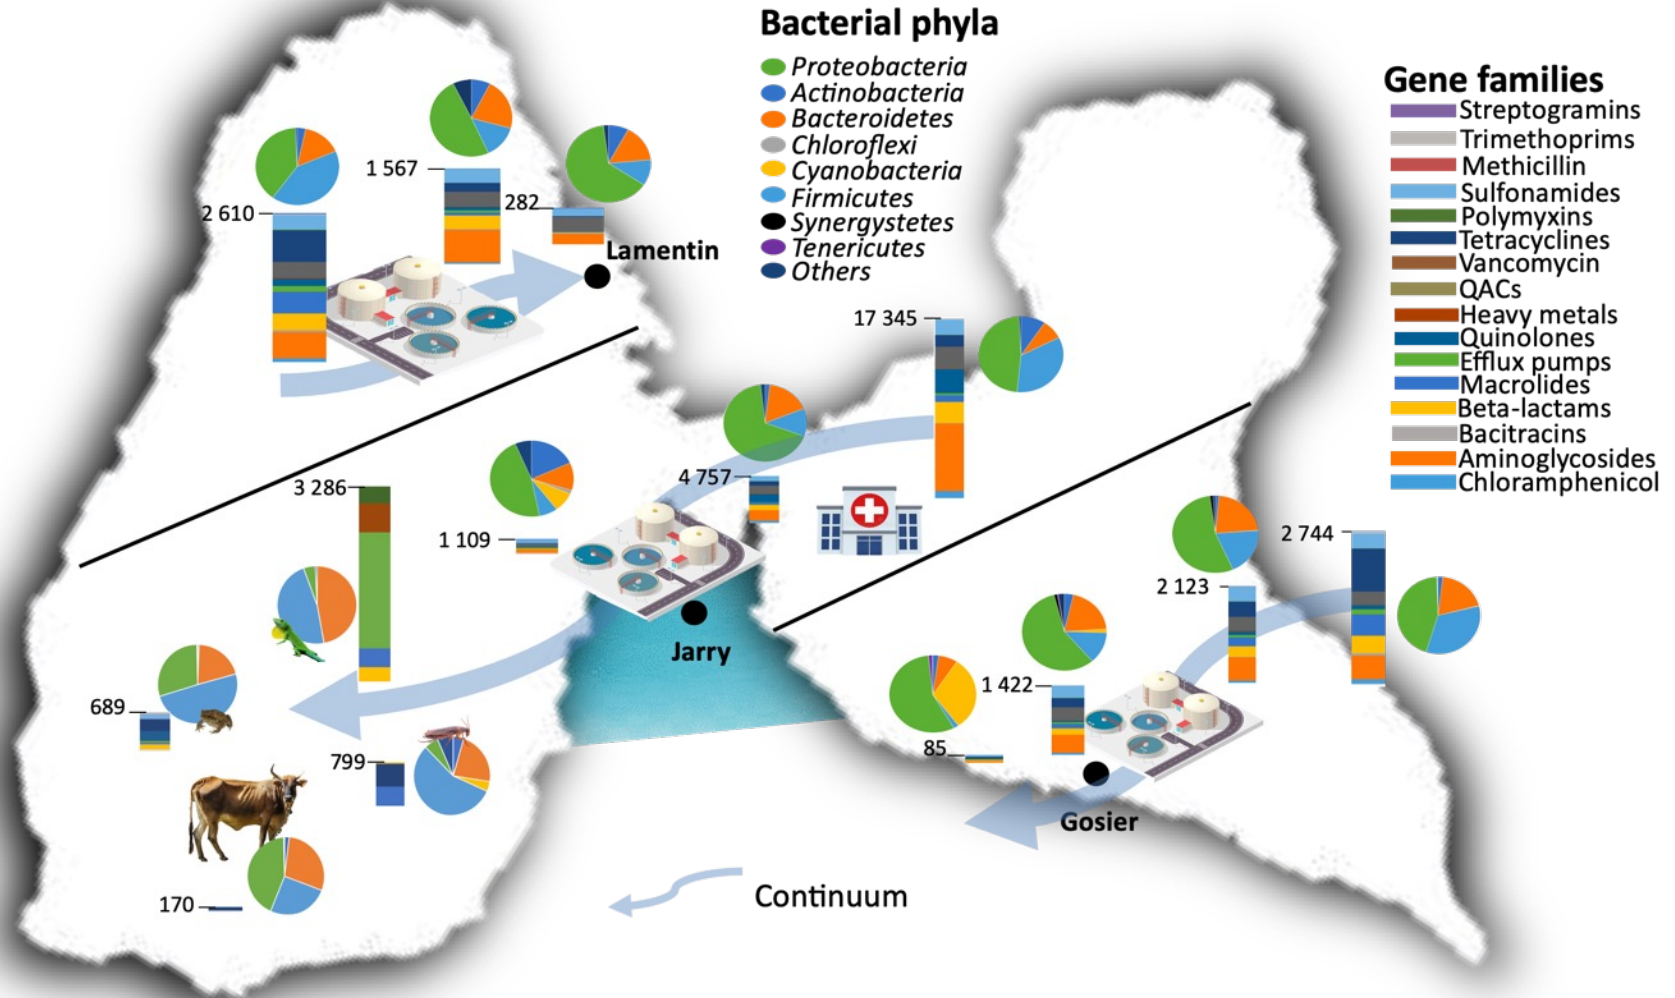 Bacterial phyla
Proteobacteria
Actinobacteria
Bacteroidetes
Chloroflexi
Cyanobacteria
Firmicutes
Synergystetes
Tenericutes
Others
Gene families
Streptogramins
Trimethoprims
Methicillin
Sulfonamides
Polymyxins
Tetracyclines
Vancomycin
QACs
Heavy metals
Quinolones
Efflux pumps
Macrolides
Beta-lactams
Bacitracins
Aminoglycosides
Chloramphenicol
1 567
2 610
282
Lamentin
17 345
4 757
3 286
1 109
Jarry
2 744
2 123
1 422
689
85
799
Gosier
170
Continuum